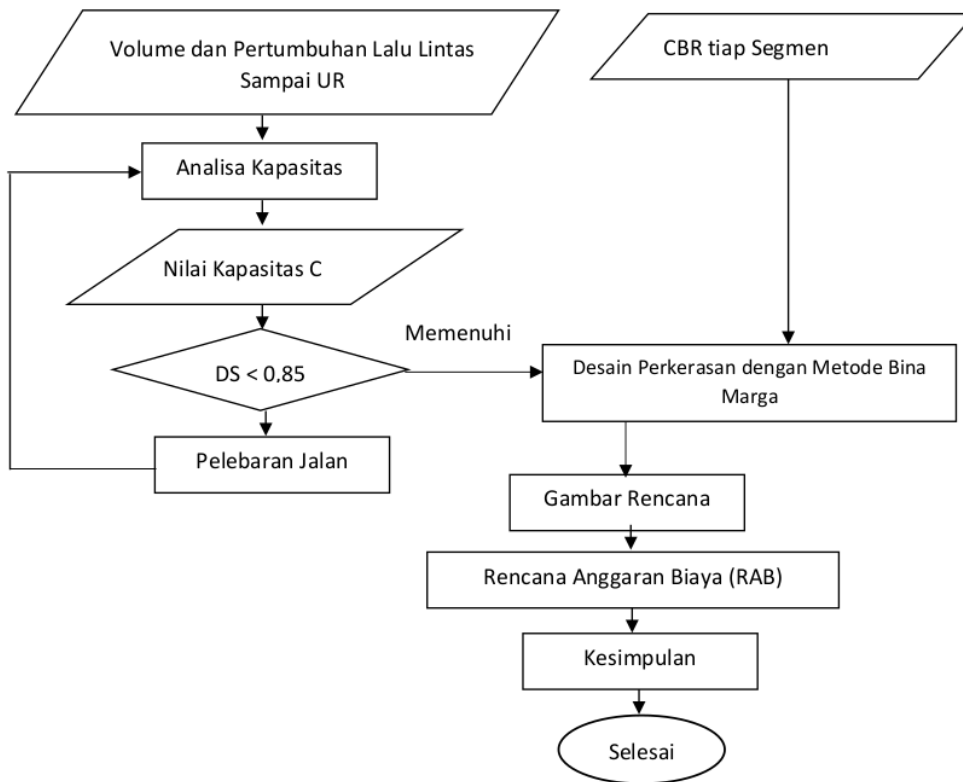 Volume dan Pertumbuhan Lalu Lintas
Sampai UR
CBR tiap Segmen
Analisa Kapasitas
Nilai Kapasitas C
DS < 0,85
Memenuhi
Pelebaran Jalan
Desain Perkerasan dengan Metode Bina
Marga
Gambar Rencana
Rencana Anggaran Biaya (RAB)
Kesimpulan
Selesai